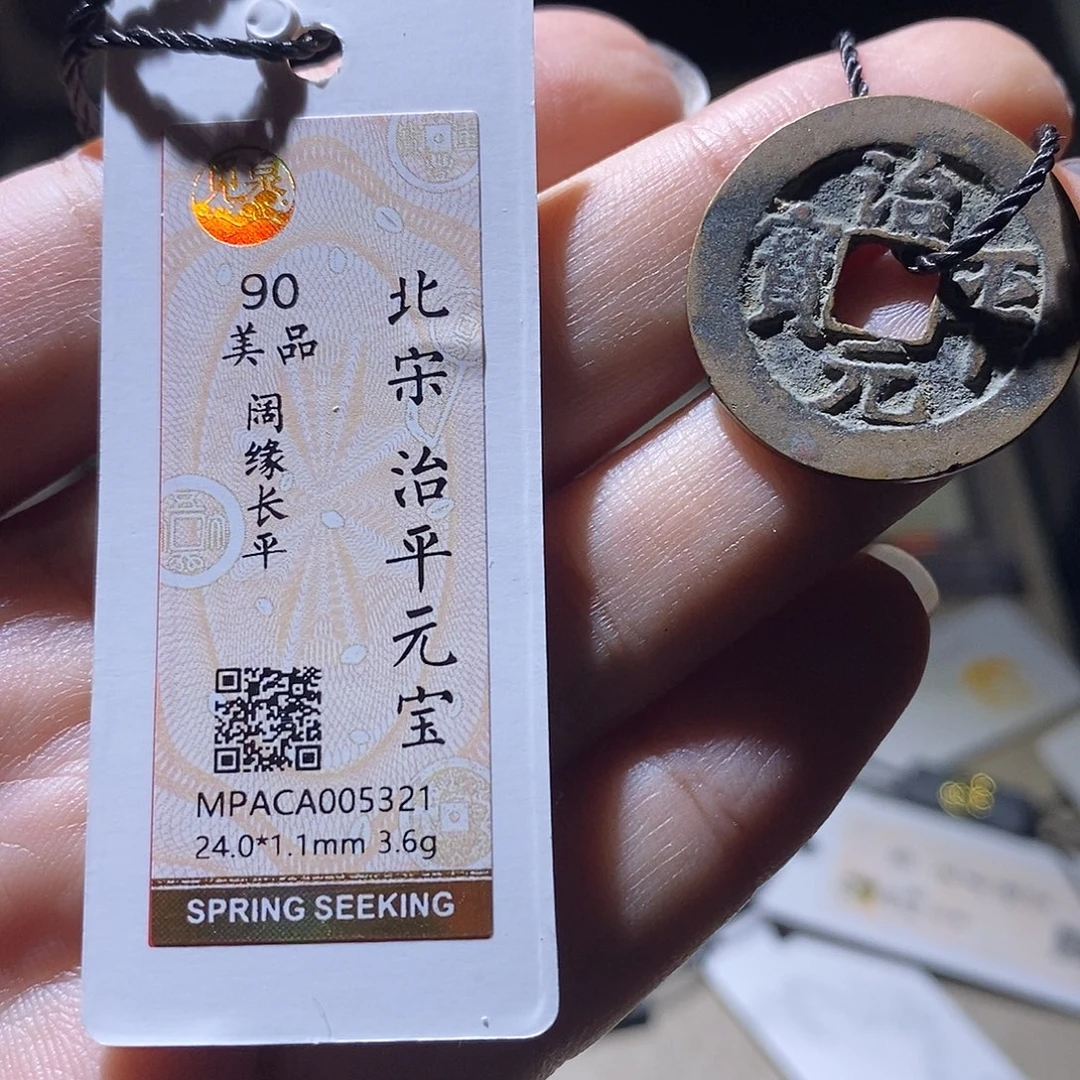 北宋治平元宝
90
美品
阔缘长平
MPACA005321
24.0*1.1mm 3.6g
SPRING SEEKING
治平元寳